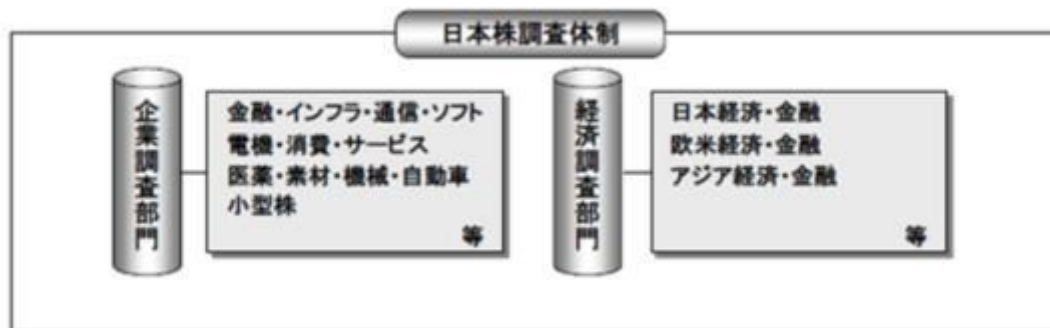 日本株調査体制
企業調査部門
金融・インフラ・通信・ソフト
電機・消費・サービス
医薬・素材・機械・自動車
小型株
等
経済調査部門
日本経済・金融
欧米経済・金融
アジア経済・金融
等